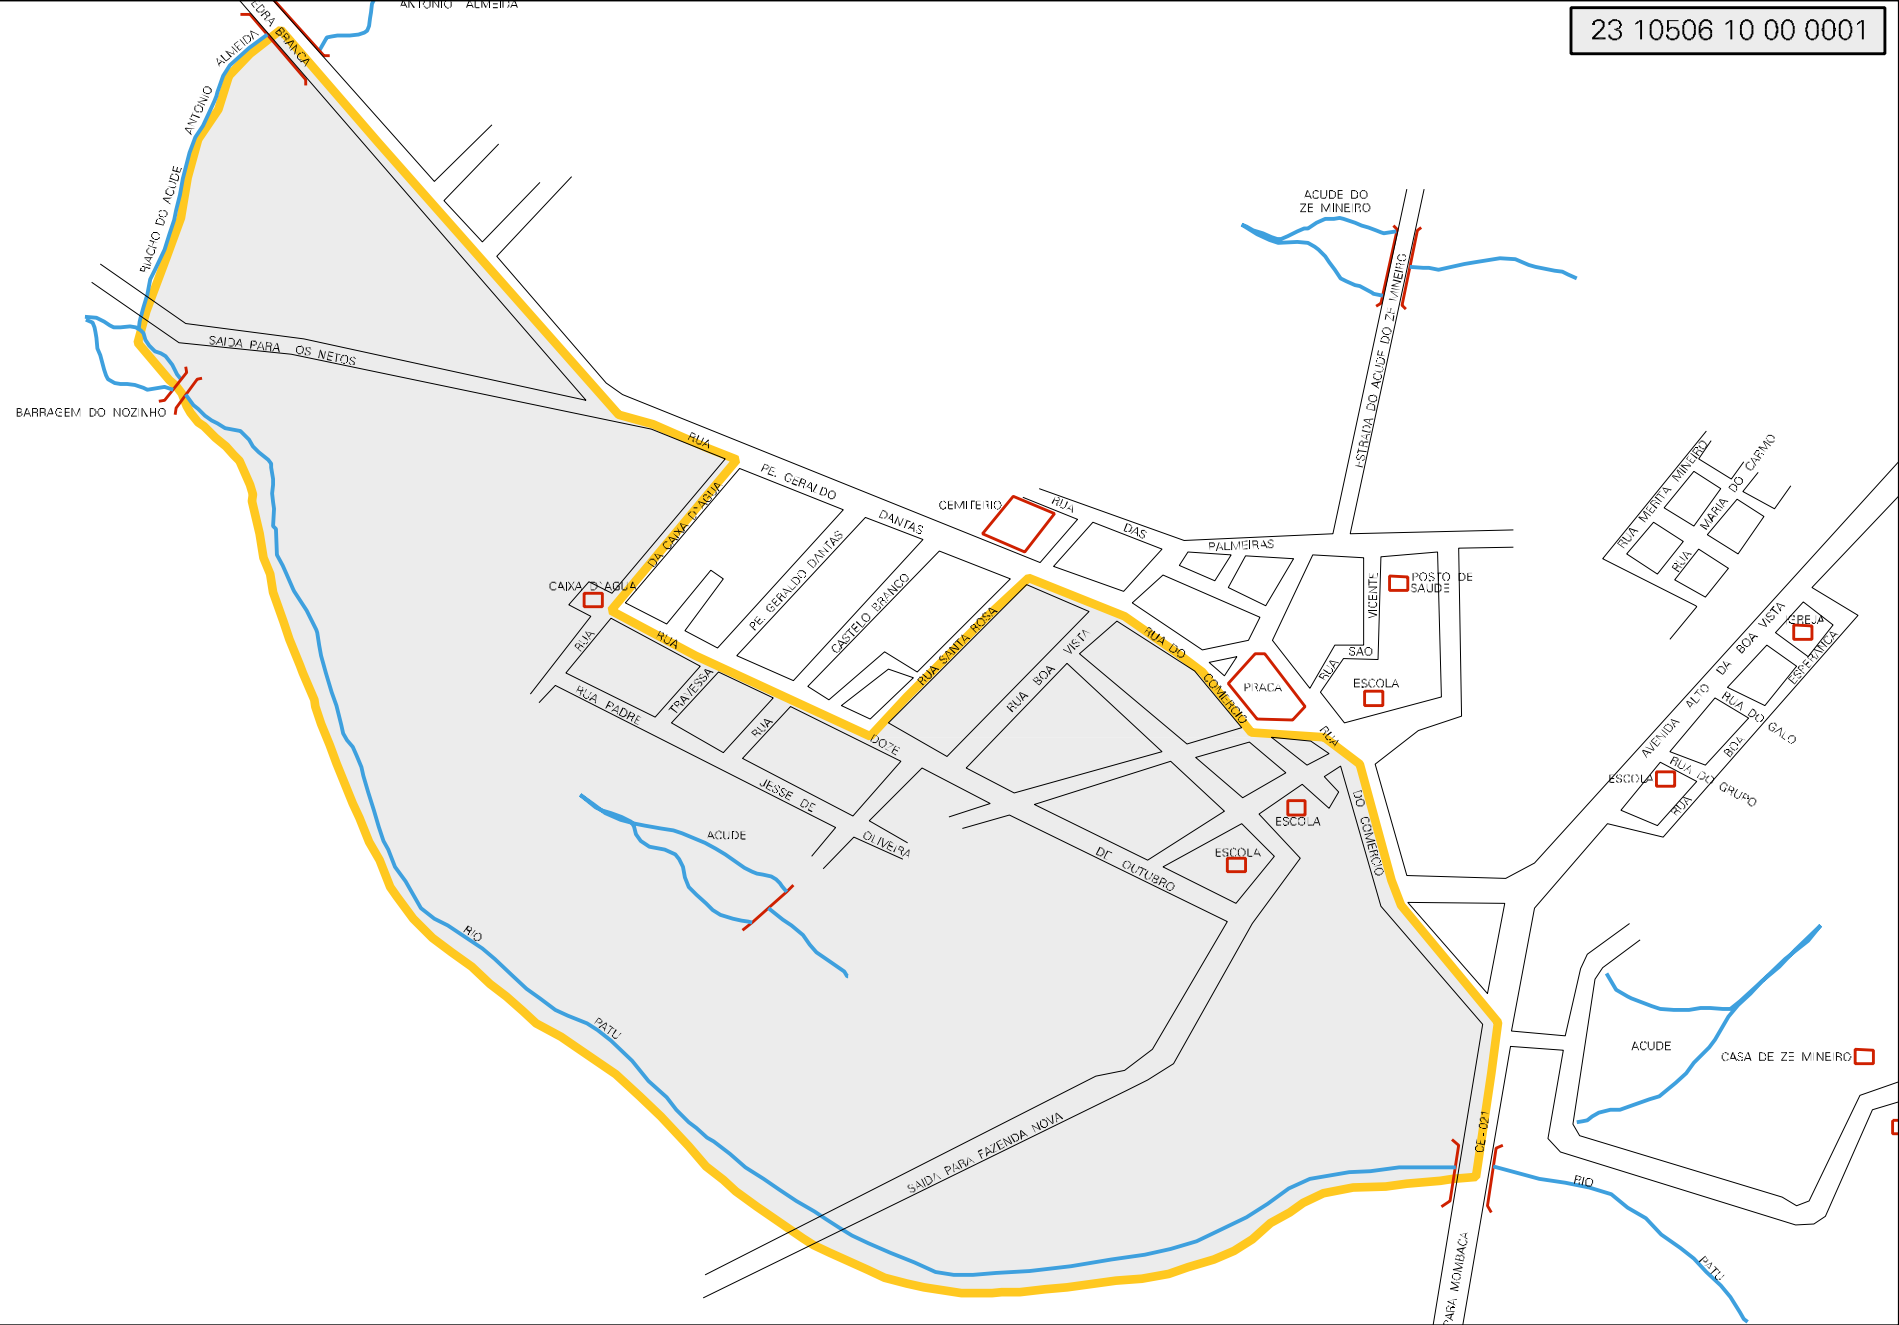 ANTONIO ALMEIDA
23 10506 10 00 0001
EDRA BRANCA
RIACHO DO ACUDE ANTONIO ALMEIDA
ACUDE DO
ZE MINEIRO
ESTRADA DO ACUDE DO ZE MINEIRO
SAIDA PARA OS NETOS
BARRAGEM DO NOZINHO
RUA PE. GERALDO DANTAS
CEMITERIO
RUA DAS PALMEIRAS
RUA MERITA MINEIRO
RUA MARIA DO CARMO
DA CAIXA D'AGUA
CAIXA D'AGUA
RUA
PE. GERALDO DANTAS
CASTELO BRANCO
RUA SANTA ROSA
RUA BOA VISTA
RUA DO COMERCIO
VICENTE
POSTO DE
SAUDE
SAO
RUA
ESCOLA
PRACA
IGREJA
AVENIDA ALTO DA BOA VISTA
RUA BOA ESPERANCA
RUA DO GALO
RUA DO GRUPO
ESCOLA
RUA
TRAVESSA
RUA
RUA DOZE DE OUTUBRO
RUA PADRE JESSE DE OLIVEIRA
RUA DO COMERCIO
ESCOLA
ESCOLA
ACUDE
RIO PATU
ACUDE
CASA DE ZE MINEIRO
SAIDA PARA FAZENDA NOVA
CE-021
RIO PATU
PARA MOMBACA